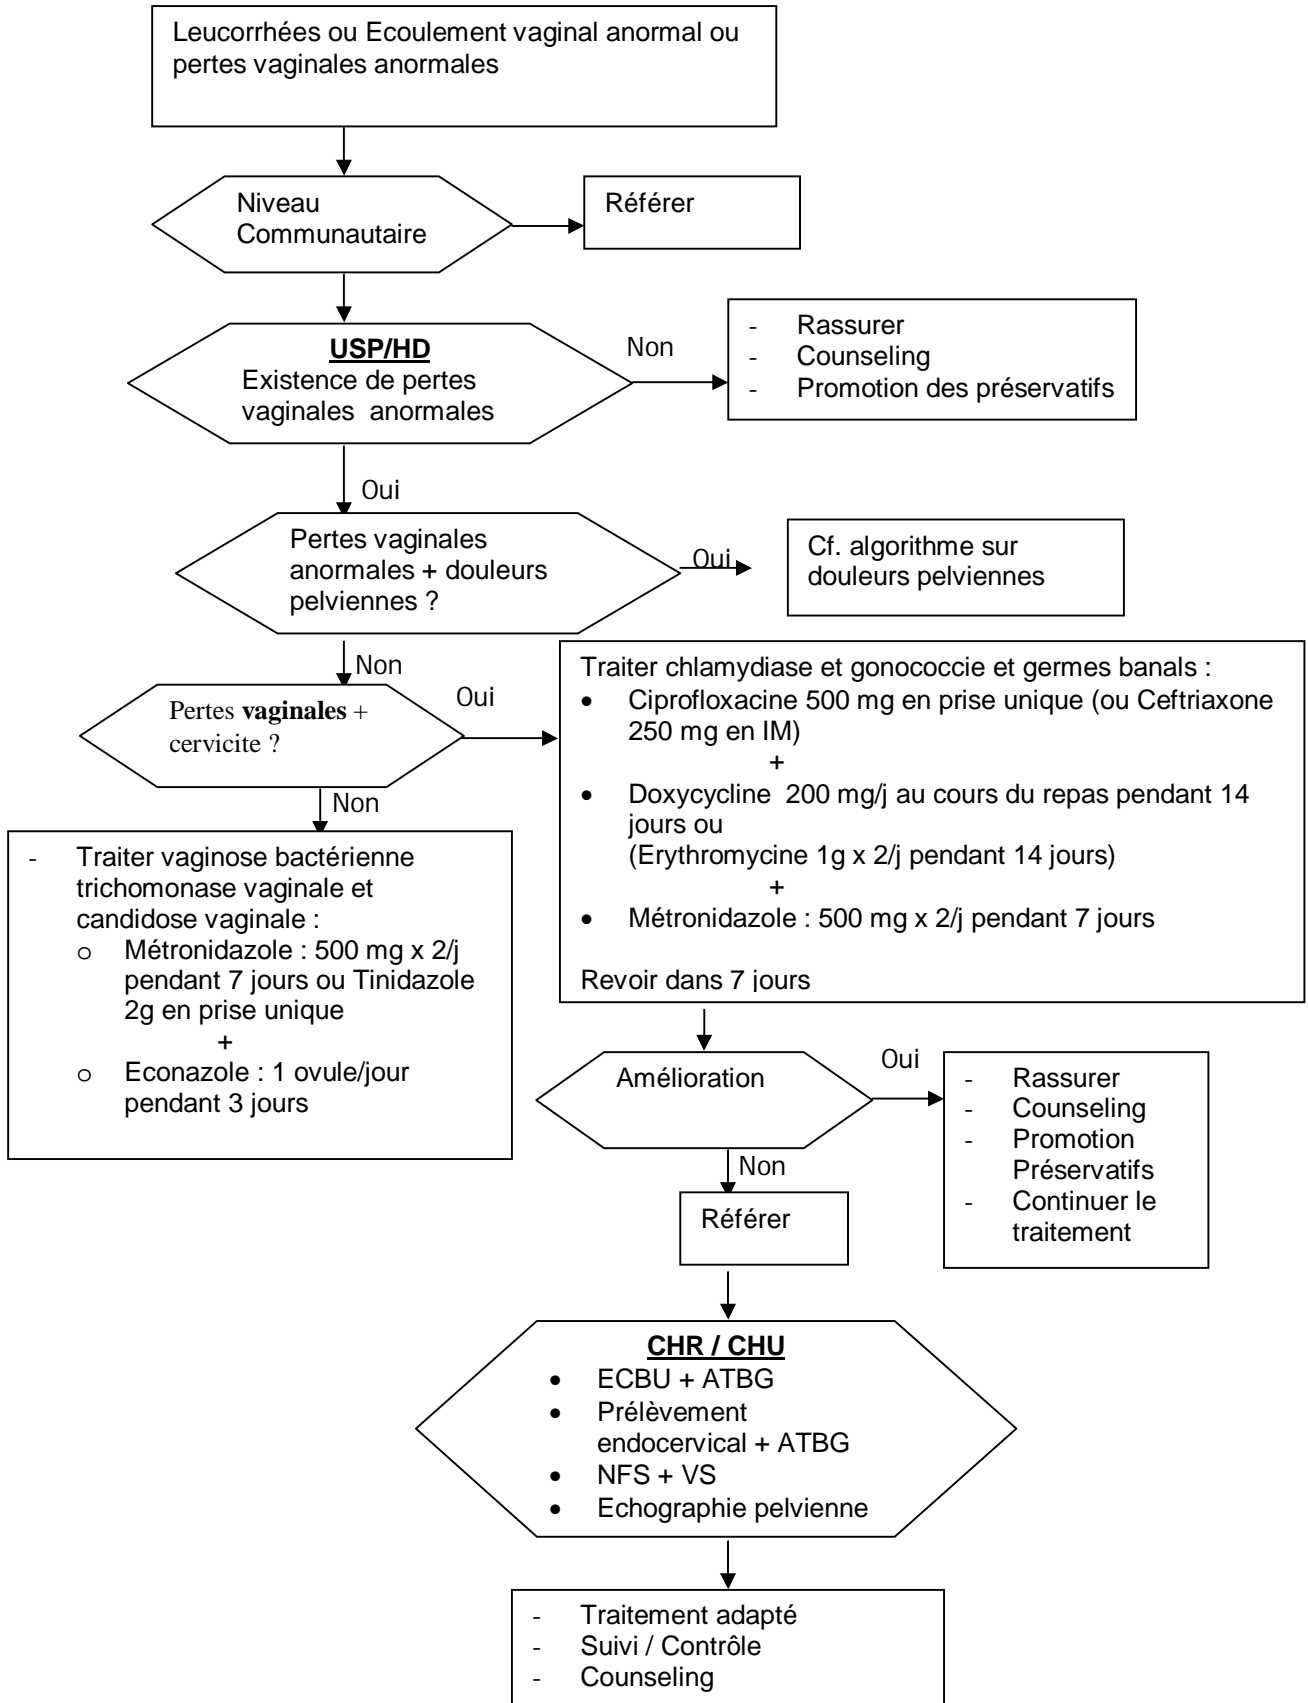 Leucorrhées ou Ecoulement vaginal anormal ou
pertes vaginales anormales
Niveau
Communautaire
Référer
USP/HD
Existence de pertes
vaginales anormales
Non
- Rassurer
- Counseling
- Promotion des préservatifs
Oui
Pertes vaginales
anormales + douleurs
pelviennes ?
Oui
Cf. algorithme sur
douleurs pelviennes
Non
Pertes vaginales +
cervicite ?
Oui
Traiter chlamydiase et gonococcie et germes banals :
• Ciprofloxacine 500 mg en prise unique (ou Ceftriaxone
250 mg en IM)
+
• Doxycycline 200 mg/j au cours du repas pendant 14
jours ou
(Erythromycine 1g x 2/j pendant 14 jours)
+
• Métronidazole : 500 mg x 2/j pendant 7 jours
Revoir dans 7 jours
Non
- Traiter vaginose bactérienne
trichomonase vaginale et
candidose vaginale :
o Métronidazole : 500 mg x 2/j
pendant 7 jours ou Tinidazole
2g en prise unique
+
o Econazole : 1 ovule/jour
pendant 3 jours
Amélioration
Oui
- Rassurer
- Counseling
- Promotion
Préservatifs
- Continuer le
traitement
Non
Référer
CHR / CHU
• ECBU + ATBG
• Prélèvement
endocervical + ATBG
• NFS + VS
• Echographie pelvienne
- Traitement adapté
- Suivi / Contrôle
- Counseling